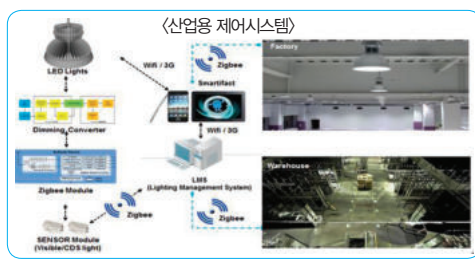 〈산업용 제어시스템〉
LED Lights
Wifi / 3G
Zigbee
Smartifact
Factory
Dimming Converter
Wifi / 3G
Zigbee Module
LMS
(Lighting Management System)
Zigbee
Zigbee
SENSOR Module
(Visible/CDS light)
Warehouse